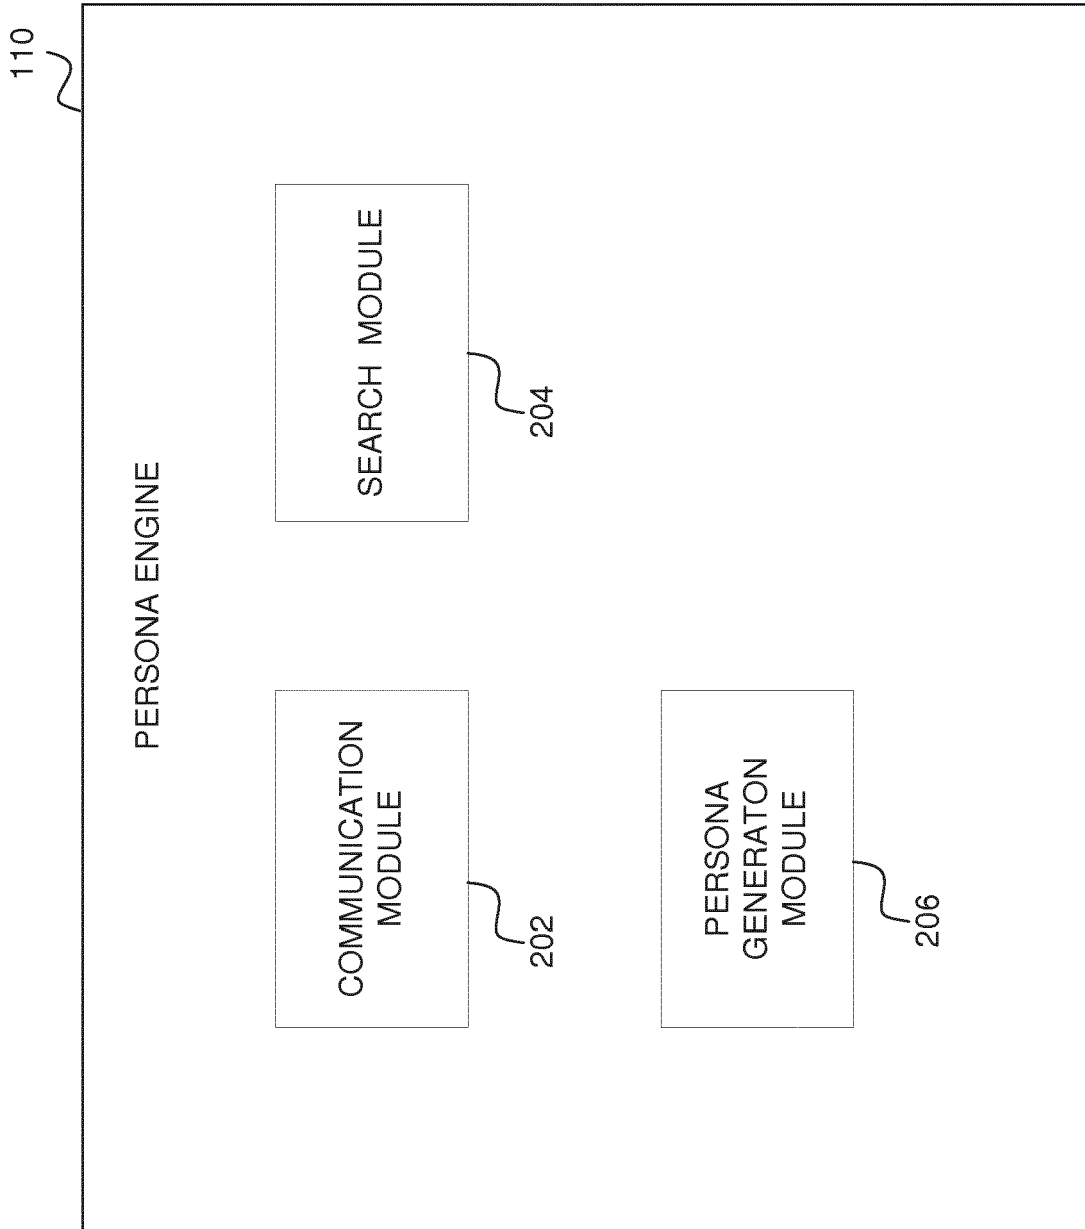 110
PERSONA ENGINE
COMMUNICATION
MODULE
202
SEARCH MODULE
204
PERSONA
GENERATON
MODULE
206